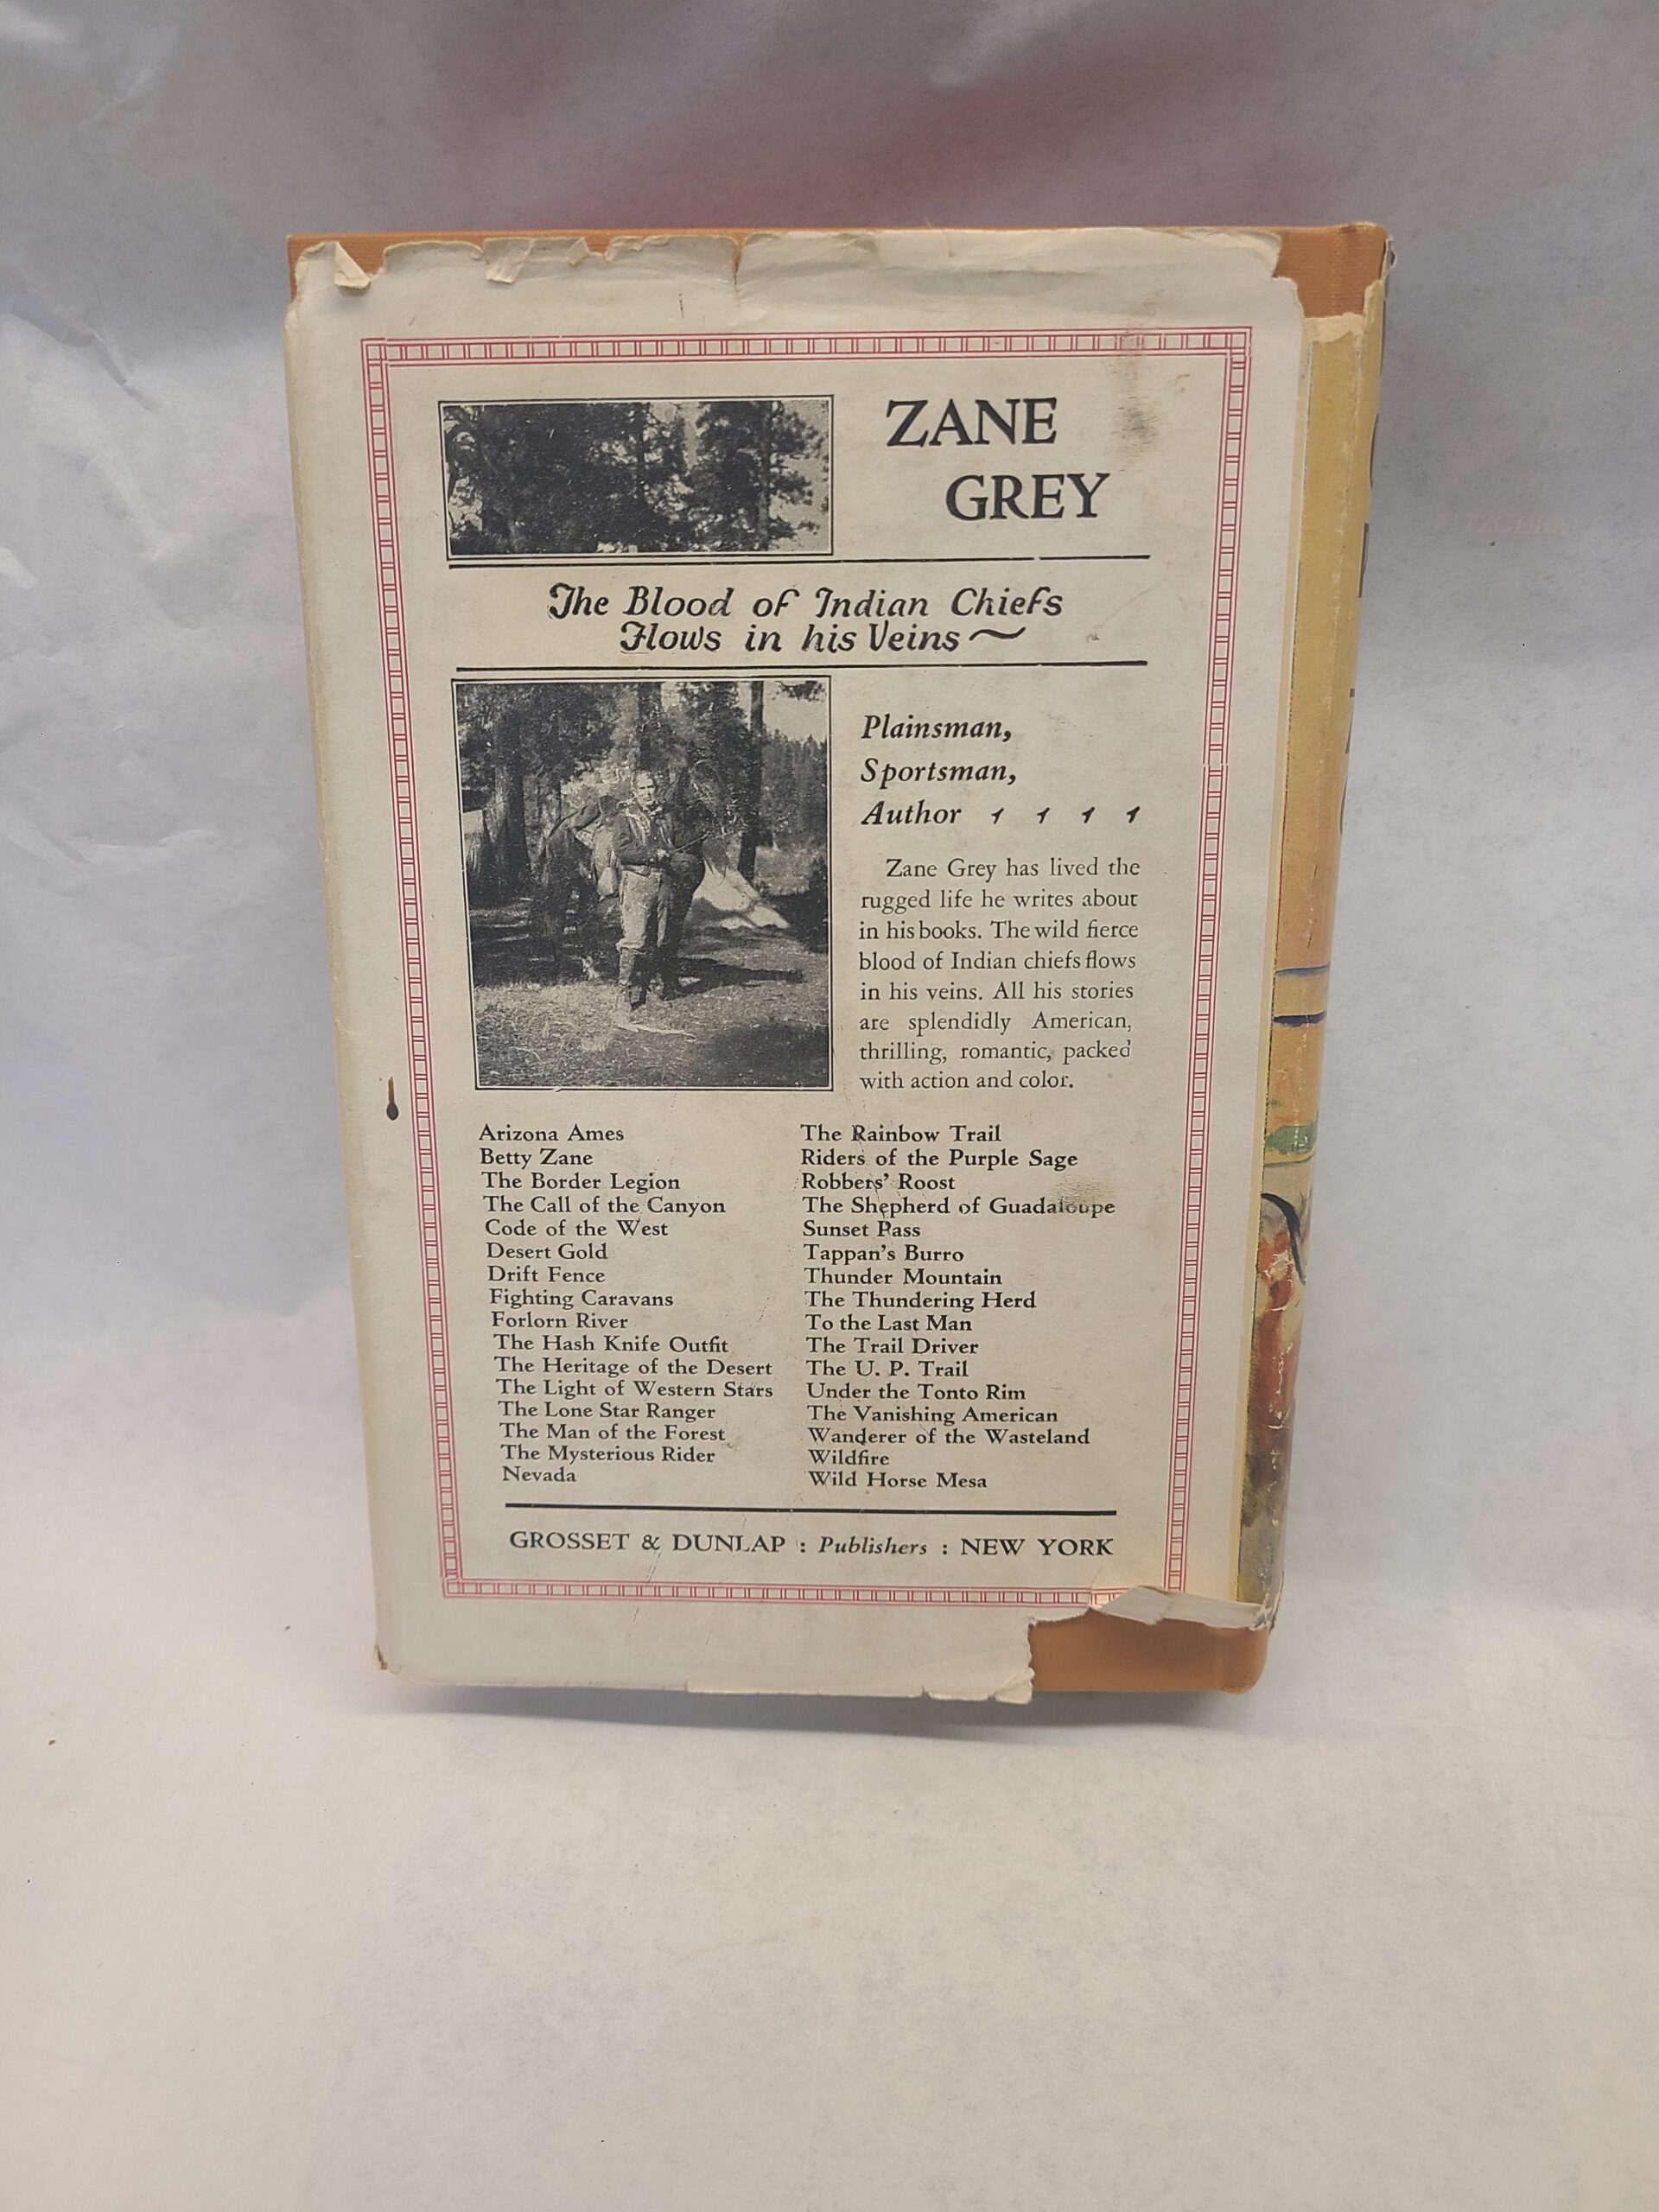 ZANE
GREY
The Blood of Indian Chiefs
Flows in his Veins~
Plainsman,
Sportsman,
Author
Zane Grey has lived the
rugged life he writes about
in his books. The wild fierce
blood of Indian chiefs flows
in his veins. All his stories
are splendidly American,
thrilling, romantic, packed
with action and color.
Arizona Ames
Betty Zane
The Border Legion
The Call of the Canyon
Code of the West
Desert Gold
Drift Fence
Fighting Caravans
Forlorn River
The Hash Knife Outfit
The Heritage of the Desert
The Light of Western Stars
The Lone Star Ranger
The Man of the Forest
The Mysterious Rider
Nevada
The Rainbow Trail
Riders of the Purple Sage
Robbers' Roost
The Shepherd of Guadaloupe
Sunset Pass
Tappan's Burro
Thunder Mountain
The Thundering Herd
To the Last Man
The Trail Driver
The U. P. Trail
Under the Tonto Rim
The Vanishing American
Wanderer of the Wasteland
Wildfire
Wild Horse Mesa
GROSSET & DUNLAP : Publishers : NEW YORK